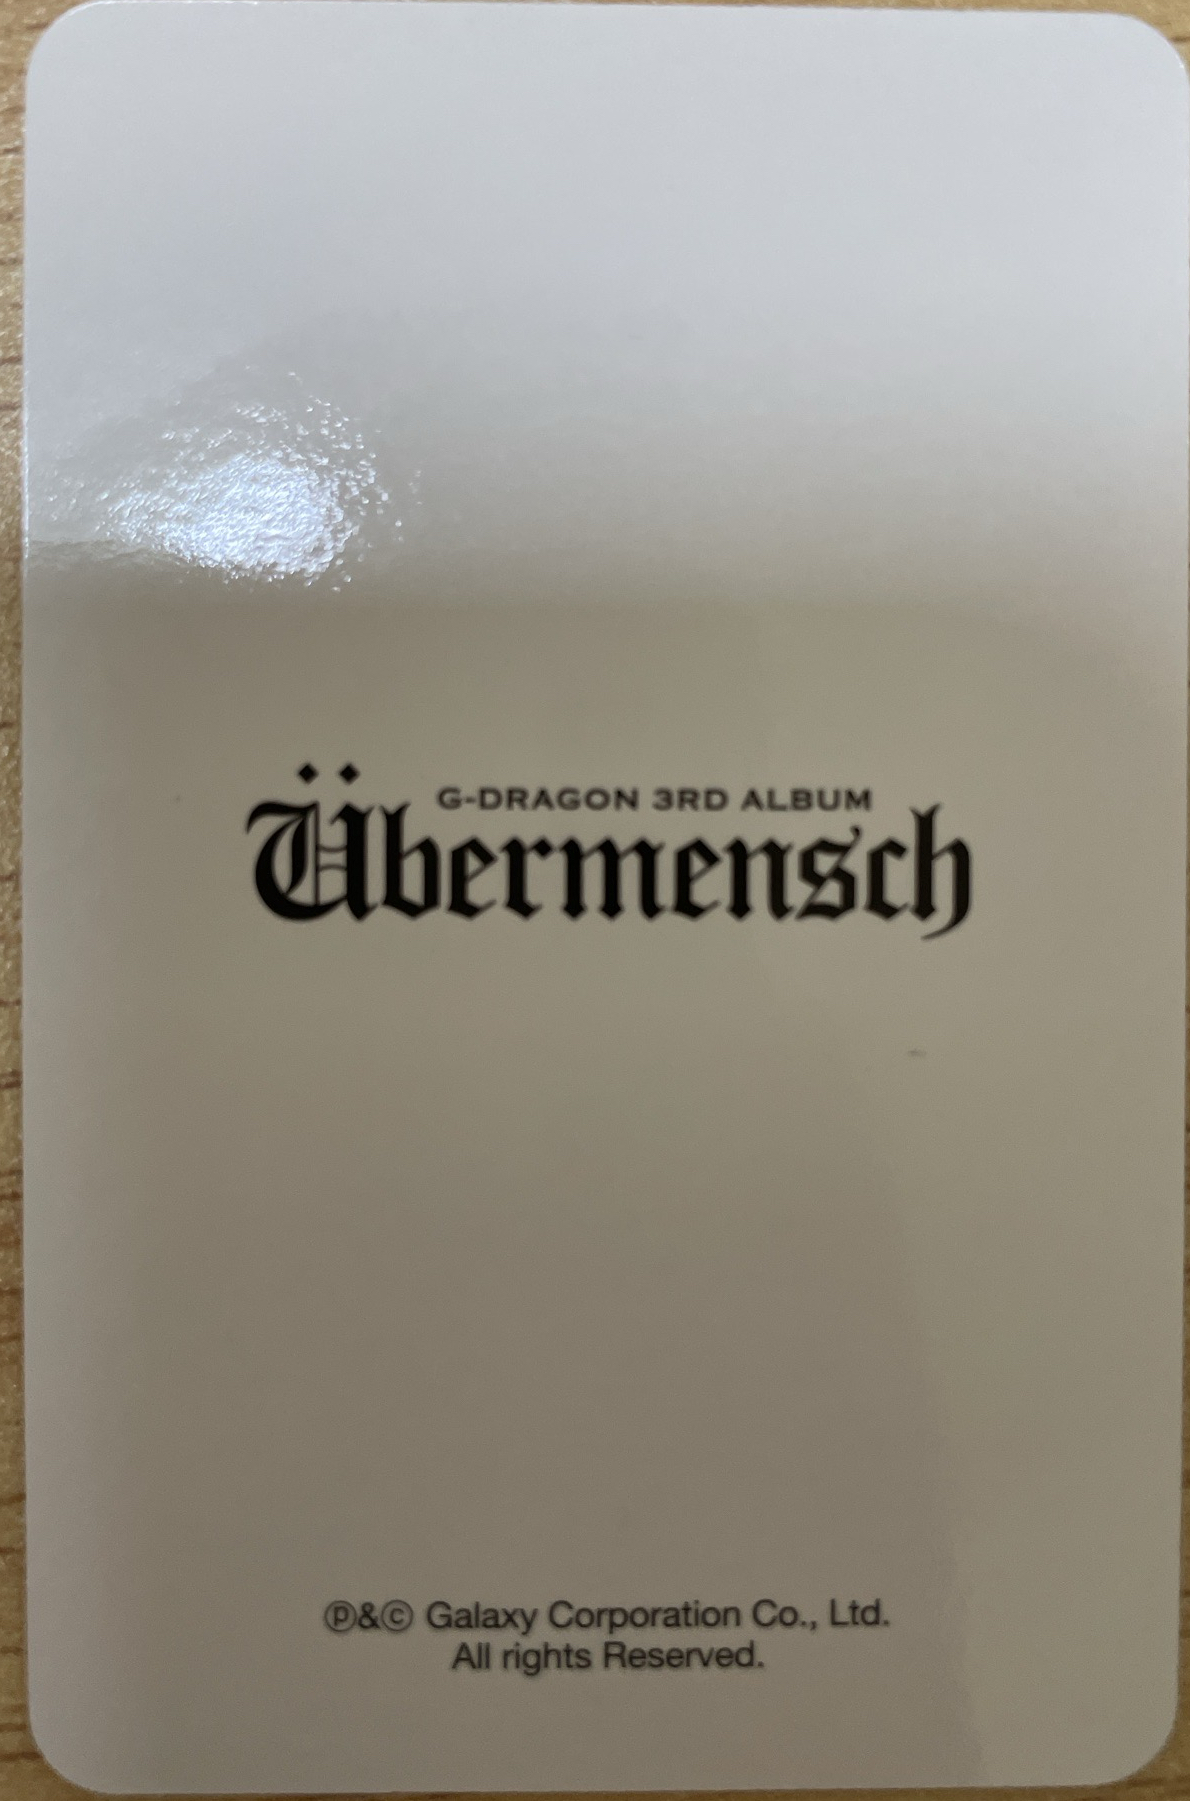 G-DRAGON 3RD ALBUM
Übermensch
℗&© Galaxy Corporation Co., Ltd.
All rights Reserved.